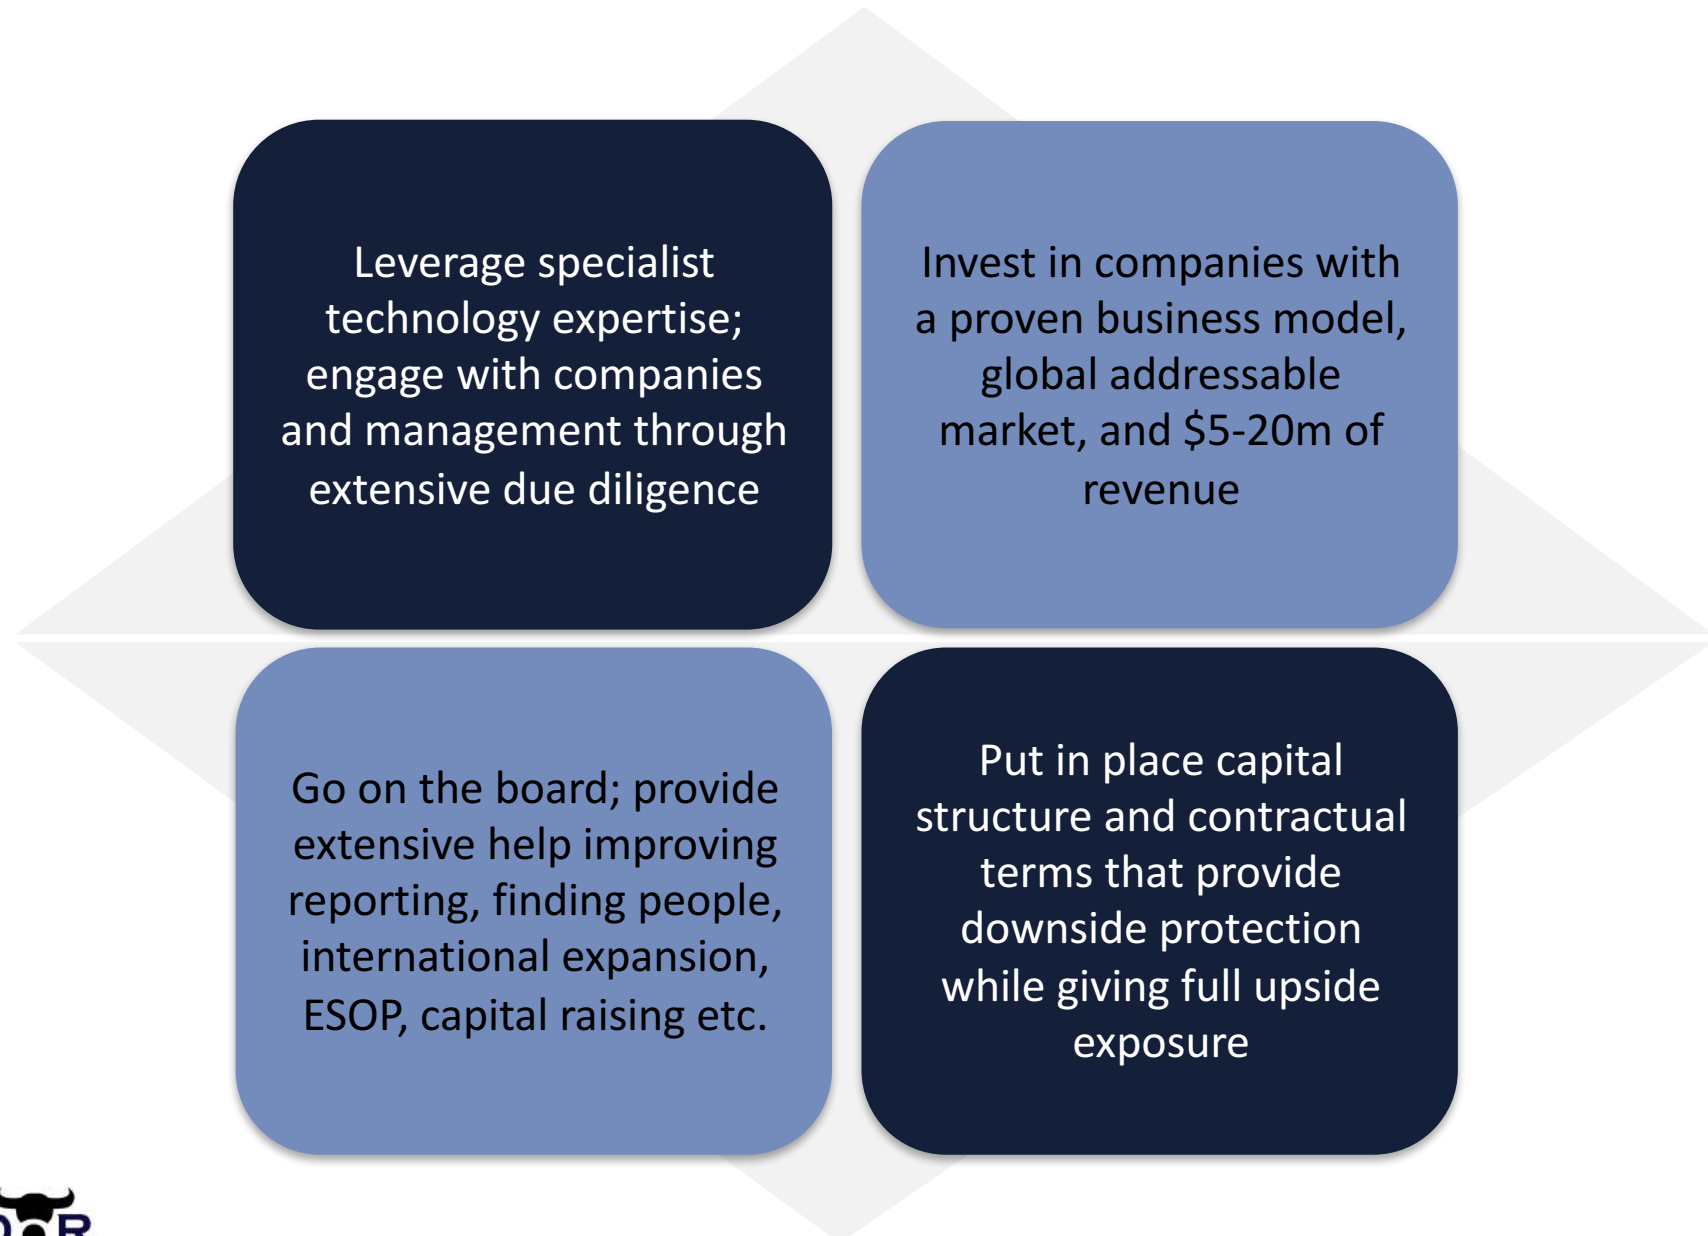 Leverage specialist
technology expertise;
engage with companies
and management through
extensive due diligence
Invest in companies with
a proven business model,
global addressable
market, and $5-20m of
revenue
Go on the board; provide
extensive help improving
reporting, finding people,
international expansion,
ESOP, capital raising etc.
Put in place capital
structure and contractual
terms that provide
downside protection
while giving full upside
exposure